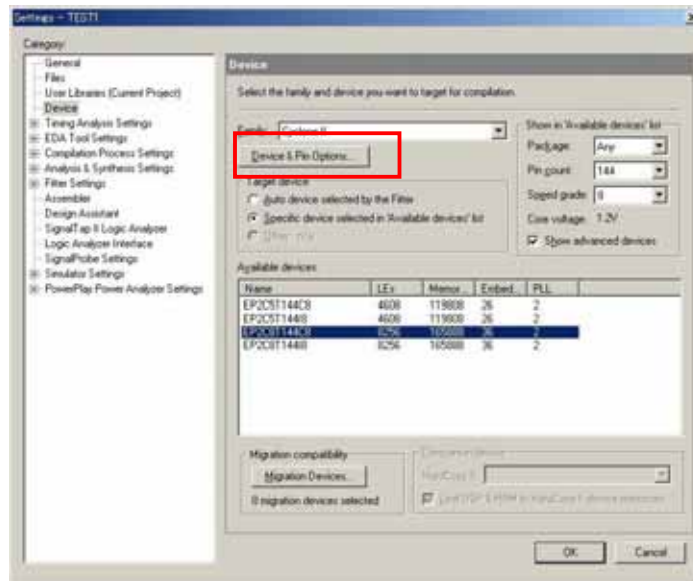 Settings - TEST1
Category:
General
Files
User Libraries (Current Project)
Device
Timing Analysis Settings
EDA Tool Settings
Compilation Process Settings
Analysis & Synthesis Settings
Fitter Settings
Assembler
Design Assistant
SignalTap II Logic Analyzer
Logic Analyzer Interface
SignalProbe Settings
Simulator Settings
PowerPlay Power Analyzer Settings
Device
Select the family and device you want to target for compilation.
Family: Cyclone II
Device & Pin Options...
Target device
Auto device selected by the Fitter
Specific device selected in 'Available devices' list
Other: n/a
Show in 'Available devices' list
Package: Any
Pin count: 144
Speed grade: 8
Core voltage: 1.2V
Show advanced devices
Available devices:
Name LEs Memor... Embed... PLL
EP2C5T144C8 4608 119808 26 2
EP2C5T144I8 4608 119808 26 2
EP2C8T144C8 8256 165888 36 2
EP2C8T144I8 8256 165888 36 2
Migration compatibility
Migration Devices...
0 migration devices selected
Companion device
HardCopy II:
OK
Cancel